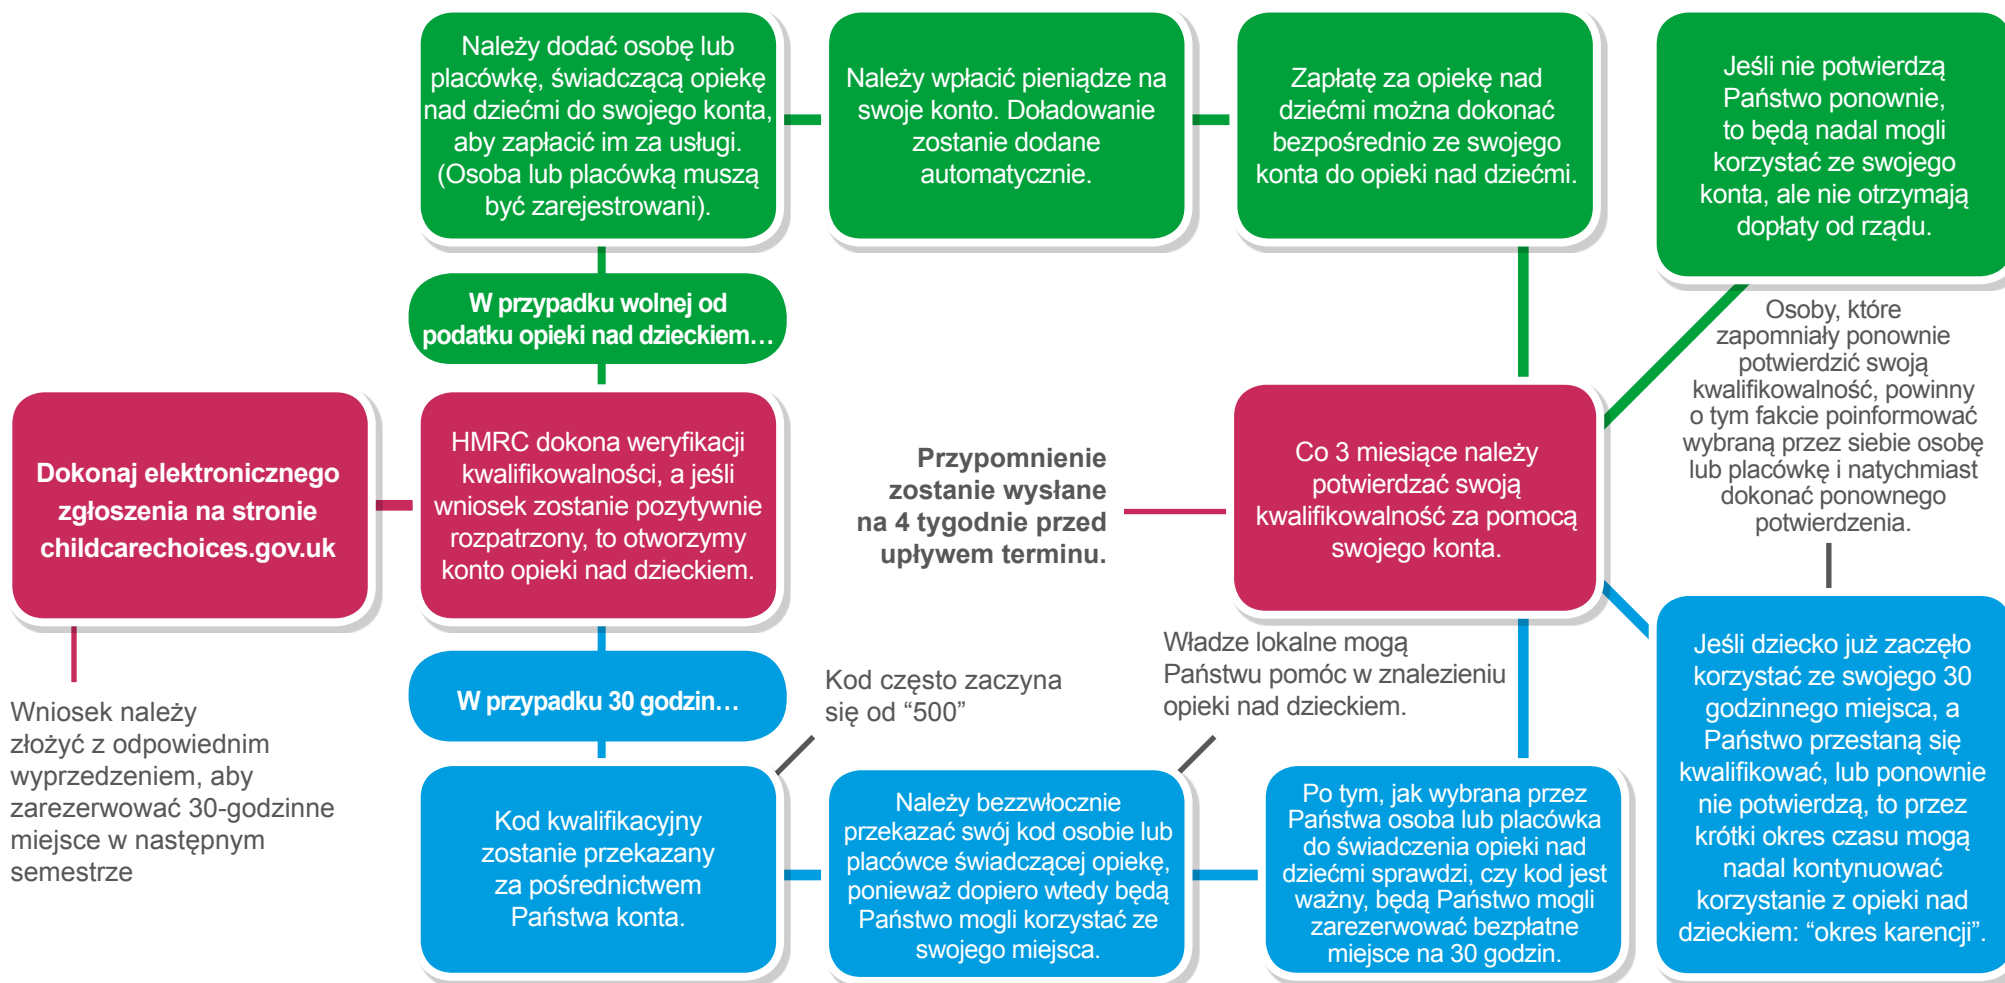 Należy dodać osobę lub
placówkę, świadczącą opiekę
nad dziećmi do swojego konta,
aby zapłacić im za usługi.
(Osoba lub placówką muszą
być zarejestrowani).
Należy wpłacić pieniądze na
swoje konto. Doładowanie
zostanie dodane
automatycznie.
Zapłatę za opiekę nad
dziećmi można dokonać
bezpośrednio ze swojego
konta do opieki nad dziećmi.
Jeśli nie potwierdzą
Państwo ponownie,
to będą nadal mogli
korzystać ze swojego
konta, ale nie otrzymają
dopłaty od rządu.
W przypadku wolnej od
podatku opieki nad dzieckiem…
Osoby, które
zapomniały ponownie
potwierdzić swoją
kwalifikowalność, powinny
o tym fakcie poinformować
wybraną przez siebie osobę
lub placówkę i natychmiast
dokonać ponownego
potwierdzenia.
Dokonaj elektronicznego
zgłoszenia na stronie
childcarechoices.gov.uk
HMRC dokona weryfikacji
kwalifikowalności, a jeśli
wniosek zostanie pozytywnie
rozpatrzony, to otworzymy
konto opieki nad dzieckiem.
Przypomnienie
zostanie wysłane
na 4 tygodnie przed
upływem terminu.
Co 3 miesiące należy
potwierdzać swoją
kwalifikowalność za pomocą
swojego konta.
Wniosek należy
złożyć z odpowiednim
wyprzedzeniem, aby
zarezerwować 30-godzinne
miejsce w następnym
semestrze
W przypadku 30 godzin…
Kod często zaczyna
się od “500”
Władze lokalne mogą
Państwu pomóc w znalezieniu
opieki nad dzieckiem.
Kod kwalifikacyjny
zostanie przekazany
za pośrednictwem
Państwa konta.
Należy bezzwłocznie
przekazać swój kod osobie lub
placówce świadczącej opiekę,
ponieważ dopiero wtedy będą
Państwo mogli korzystać ze
swojego miejsca.
Po tym, jak wybrana przez
Państwa osoba lub placówka
do świadczenia opieki nad
dziećmi sprawdzi, czy kod jest
ważny, będą Państwo mogli
zarezerwować bezpłatne
miejsce na 30 godzin.
Jeśli dziecko już zaczęło
korzystać ze swojego 30
godzinnego miejsca, a
Państwo przestaną się
kwalifikować, lub ponownie
nie potwierdzą, to przez
krótki okres czasu mogą
nadal kontynuować
korzystanie z opieki nad
dzieckiem: “okres karencji”.